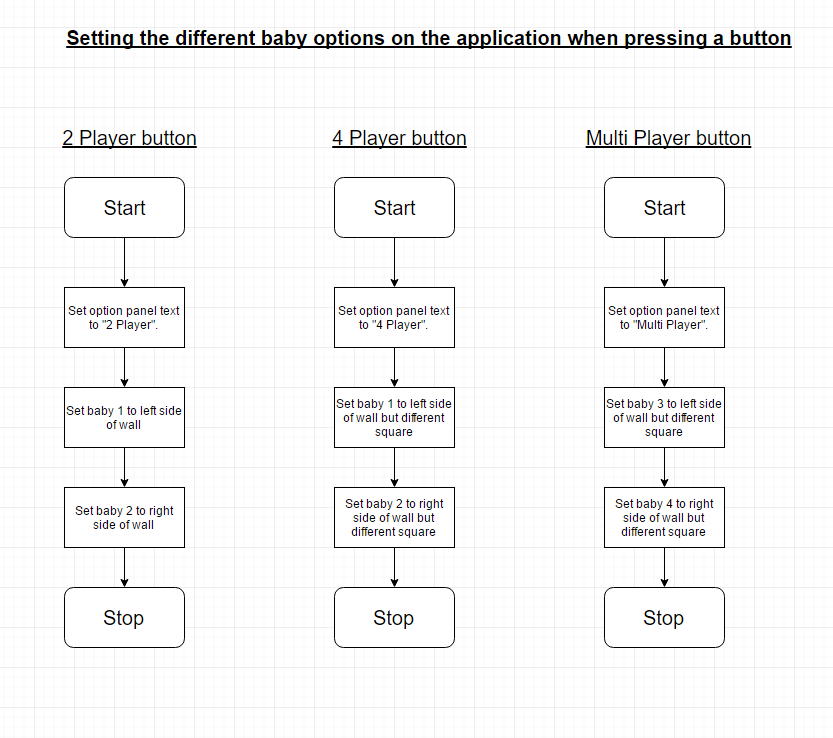 Setting the different baby options on the application when pressing a button
2 Player button
Start
Set option panel text
to "2 Player".
Set baby 1 to left side
of wall
Set baby 2 to right
side of wall
Stop
4 Player button
Start
Set option panel text
to "4 Player".
Set baby 1 to left side
of wall but different
square
Set baby 2 to right
side of wall but
different square
Stop
Multi Player button
Start
Set option panel text
to "Multi Player".
Set baby 3 to left side
of wall but different
square
Set baby 4 to right
side of wall but
different square
Stop